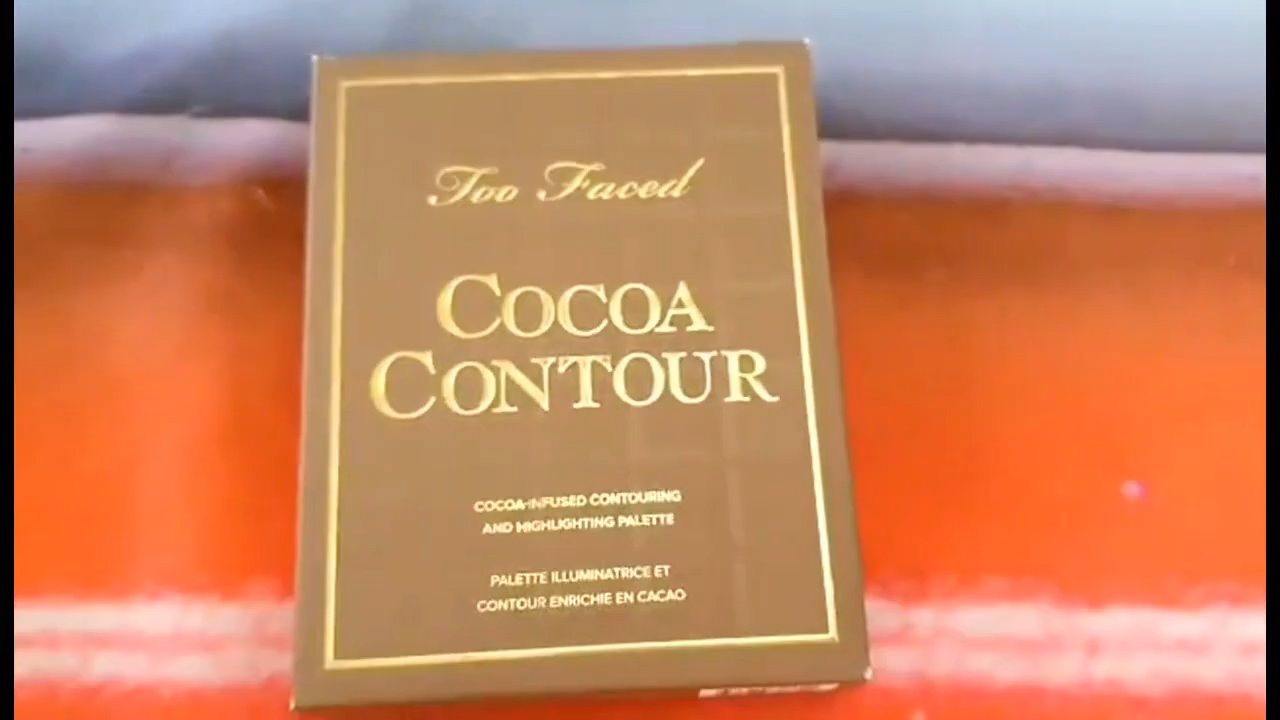 Too Faced
COCOA
CONTOUR
COCOA-INFUSED CONTOURING
AND HIGHLIGHTING PALETTE
PALETTE ILLUMINATRICE ET
CONTOUR ENRICHIE EN CACAO